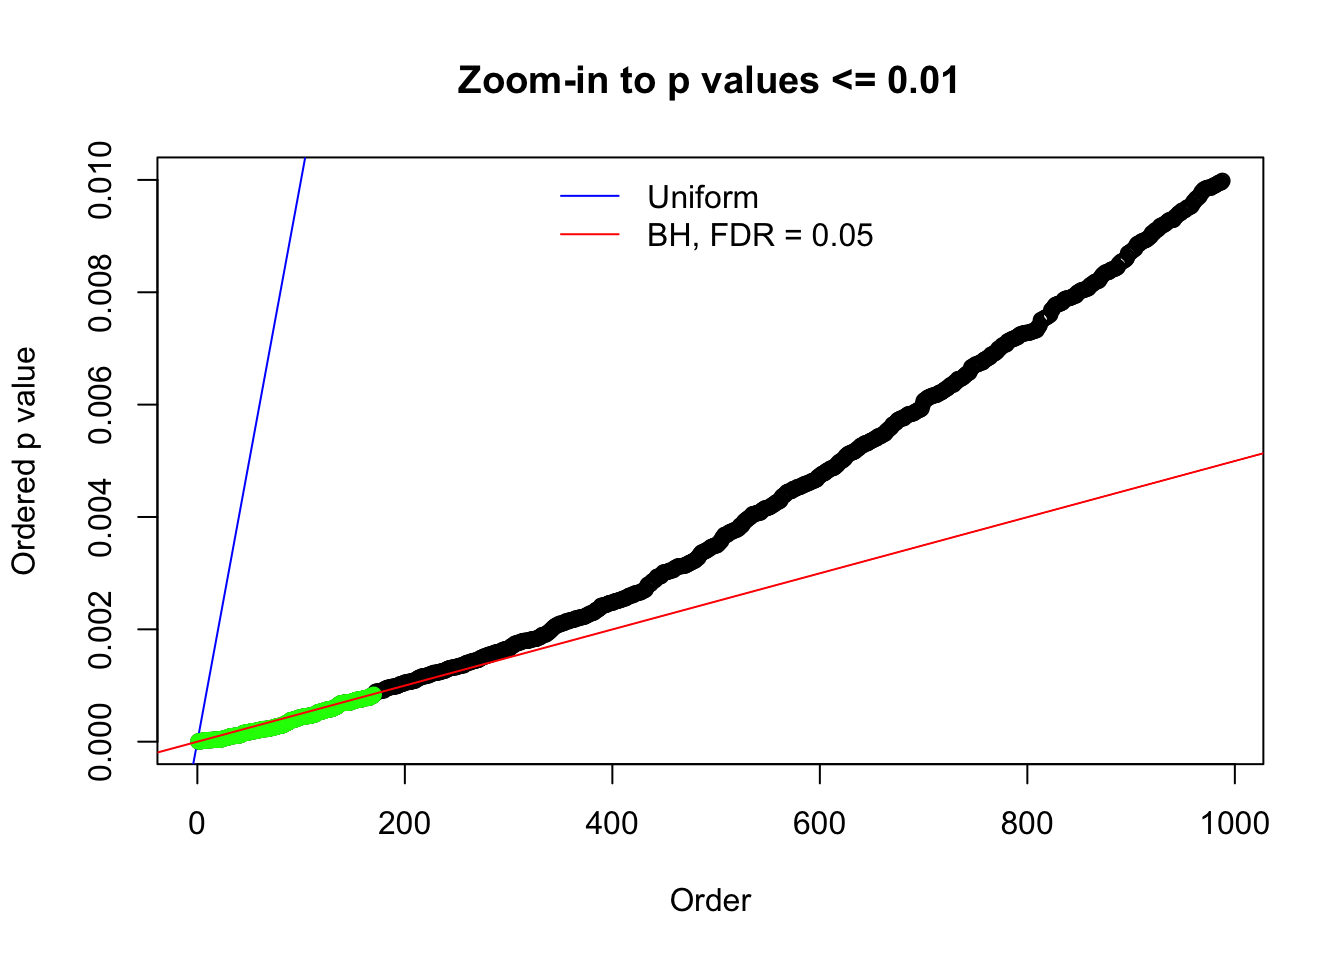 Zoom-in to p values <= 0.01
Uniform
BH, FDR = 0.05
Ordered p value
0.010
0.008
0.006
0.004
0.002
0.000
0 200 400 600 800 1000
Order